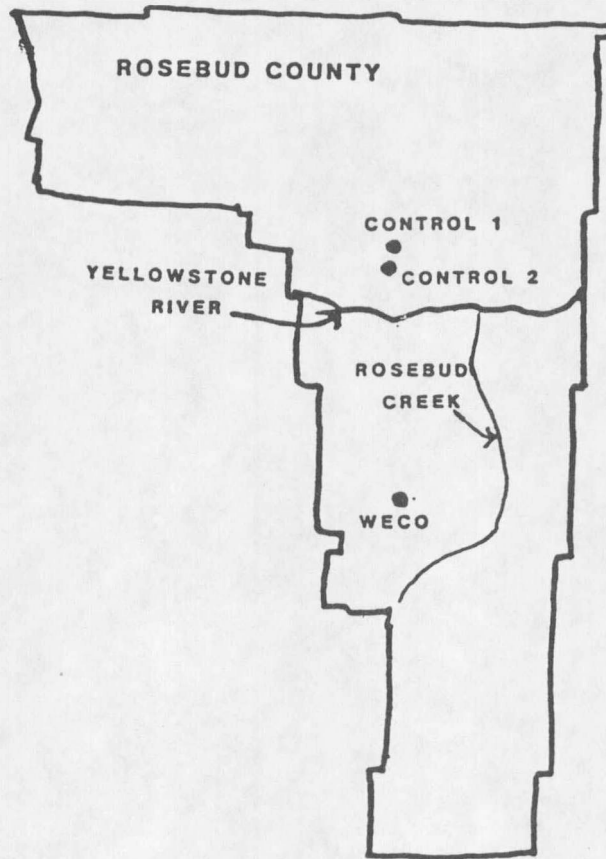 ROSEBUD COUNTY
CONTROL 1
CONTROL 2
YELLOWSTONE
RIVER
ROSEBUD
CREEK
WECO